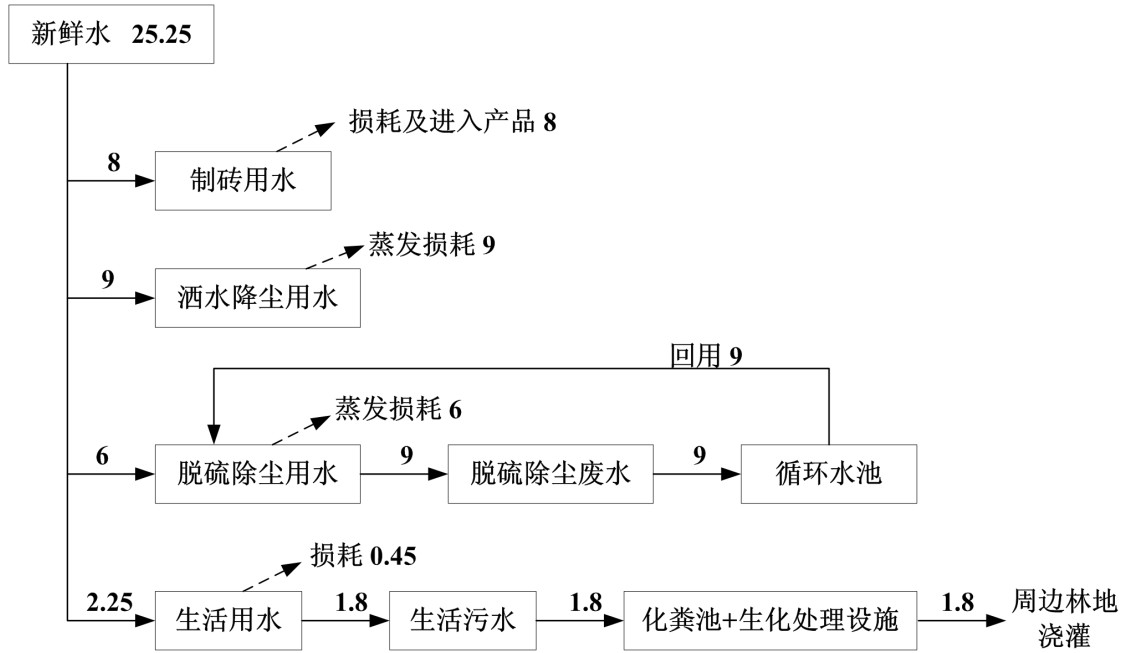 新鲜水 25.25
损耗及进入产品 8
8
制砖用水
蒸发损耗 9
9
洒水降尘用水
回用 9
蒸发损耗 6
6
脱硫除尘用水
9
脱硫除尘废水
9
循环水池
损耗 0.45
2.25
生活用水
1.8
生活污水
1.8
化粪池+生化处理设施
1.8
周边林地
浇灌